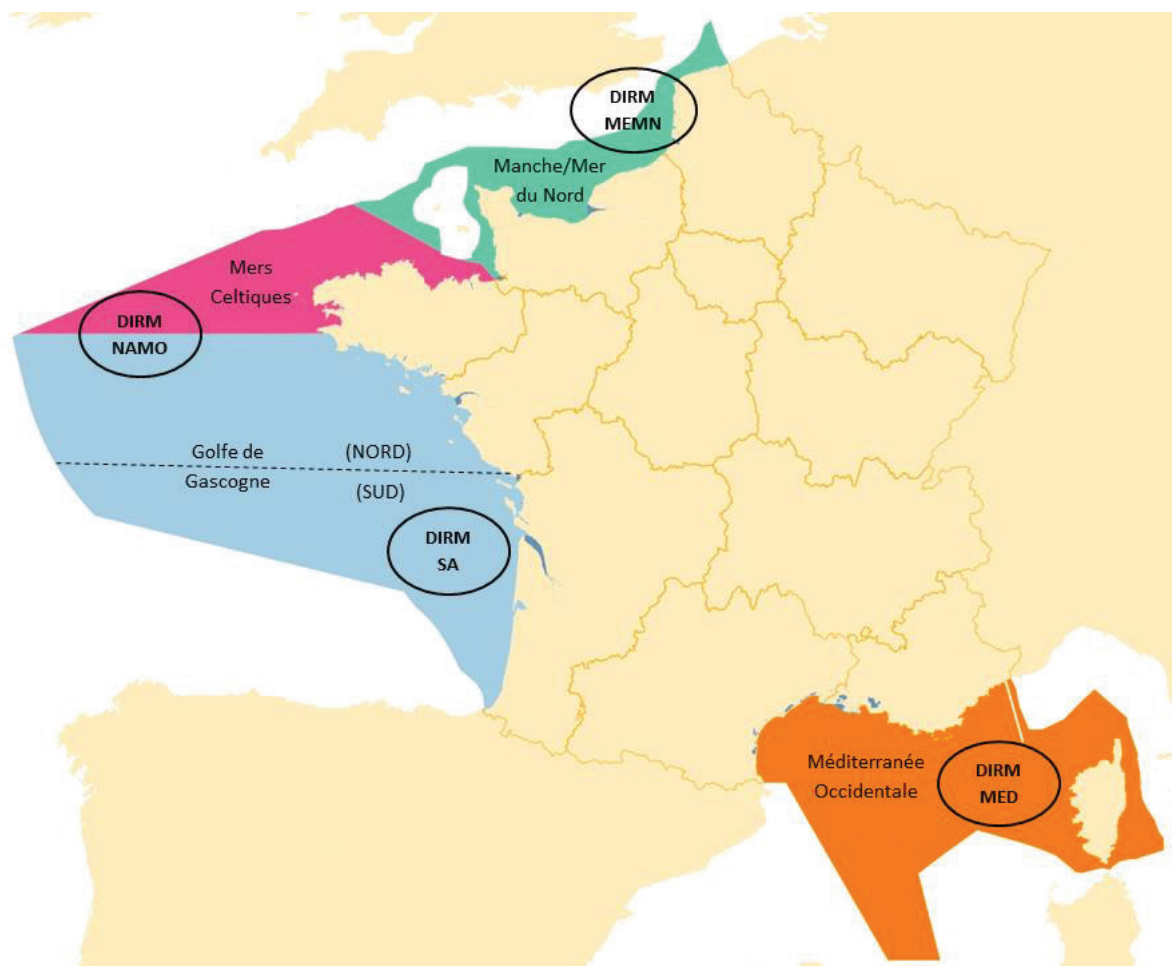 DIRM
MEMN
Manche/Mer
du Nord
Mers
Celtiques
DIRM
NAMO
Golfe de
Gascogne
(NORD)
(SUD)
DIRM
SA
Méditerranée
Occidentale
DIRM
MED